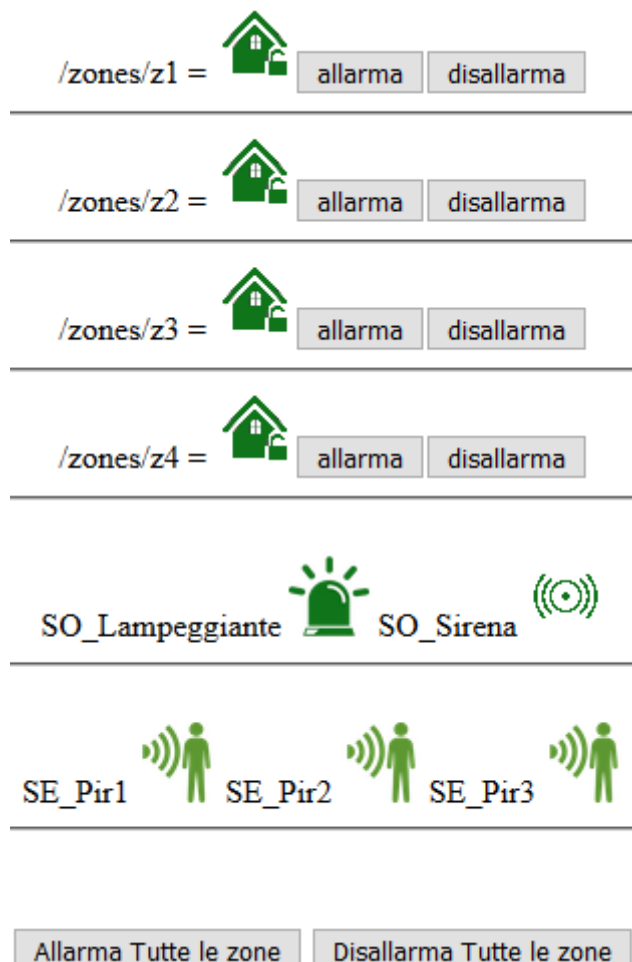 /zones/z1 = allarma disallarma
/zones/z2 = allarma disallarma
/zones/z3 = allarma disallarma
/zones/z4 = allarma disallarma
SO_Lampeggiante SO_Sirena
SE_Pir1 SE_Pir2 SE_Pir3
Allarma Tutte le zone Disallarma Tutte le zone